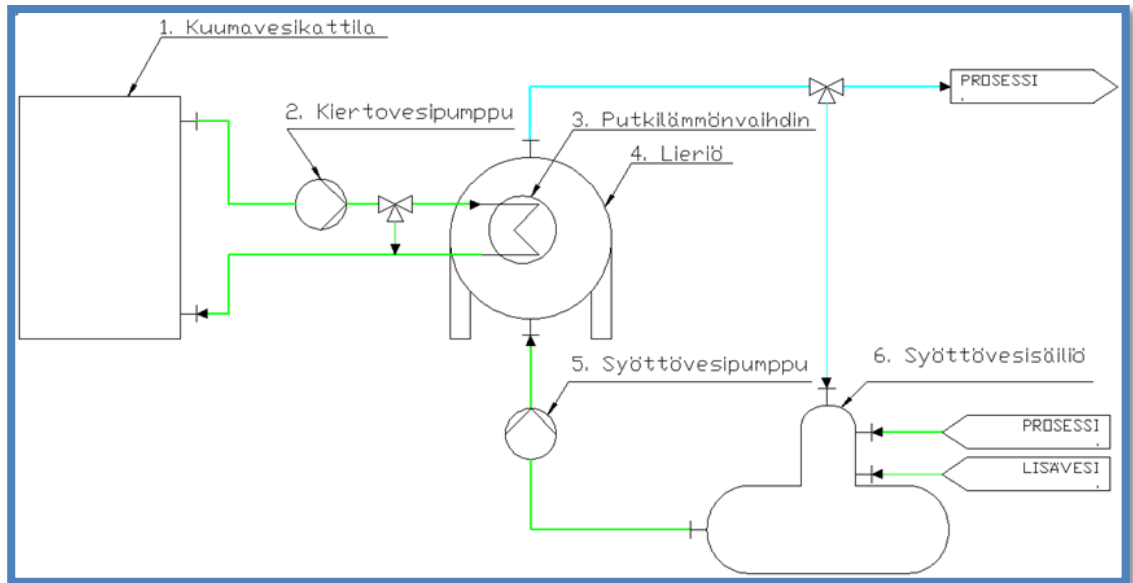 1. Kuumavesikattila
2. Kiertovesipumppu
3. Putkilämmönvaihdin
4. Lieriö
PROSESSI
5. Syöttövesipumppu
6. Syöttövesisäiliö
PROSESSI
LISÄVESI